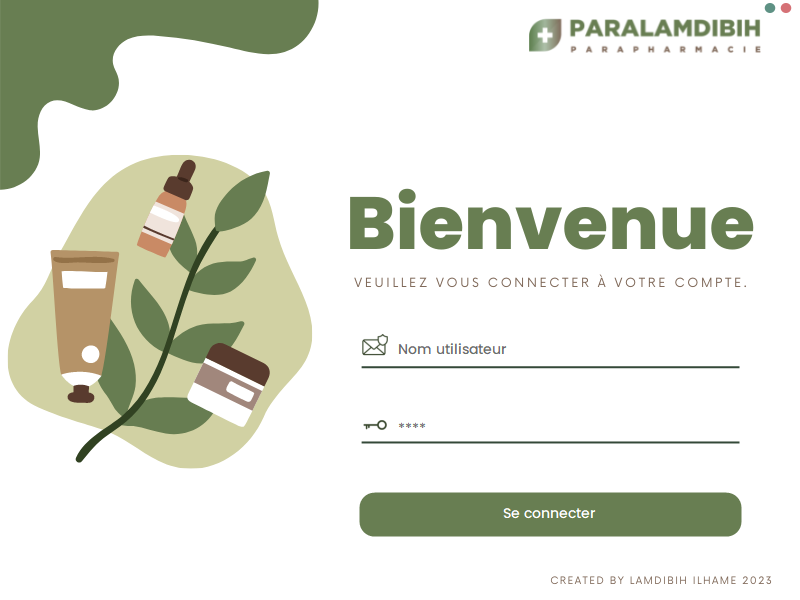 PARALAMDIBIH
PARAPHARMACIE
Bienvenue
VEUILLEZ VOUS CONNECTER À VOTRE COMPTE.
Nom utilisateur
****
Se connecter
CREATED BY LAMDIBIH ILHAME 2023